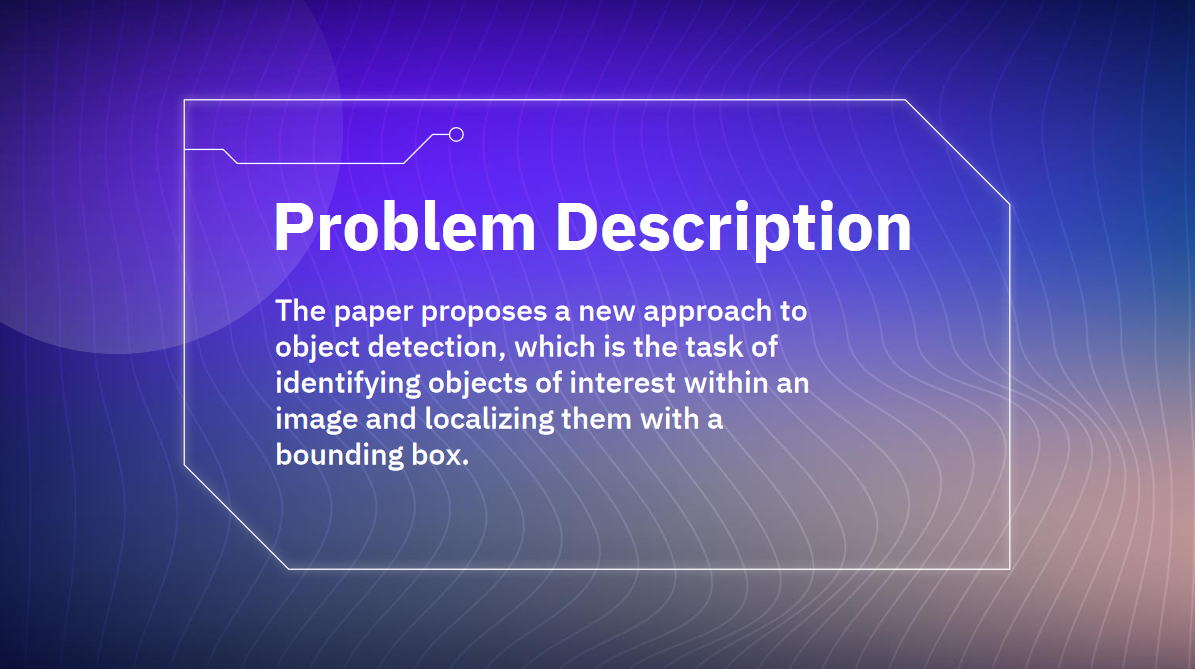 Problem Description
The paper proposes a new approach to
object detection, which is the task of
identifying objects of interest within an
image and localizing them with a
bounding box.